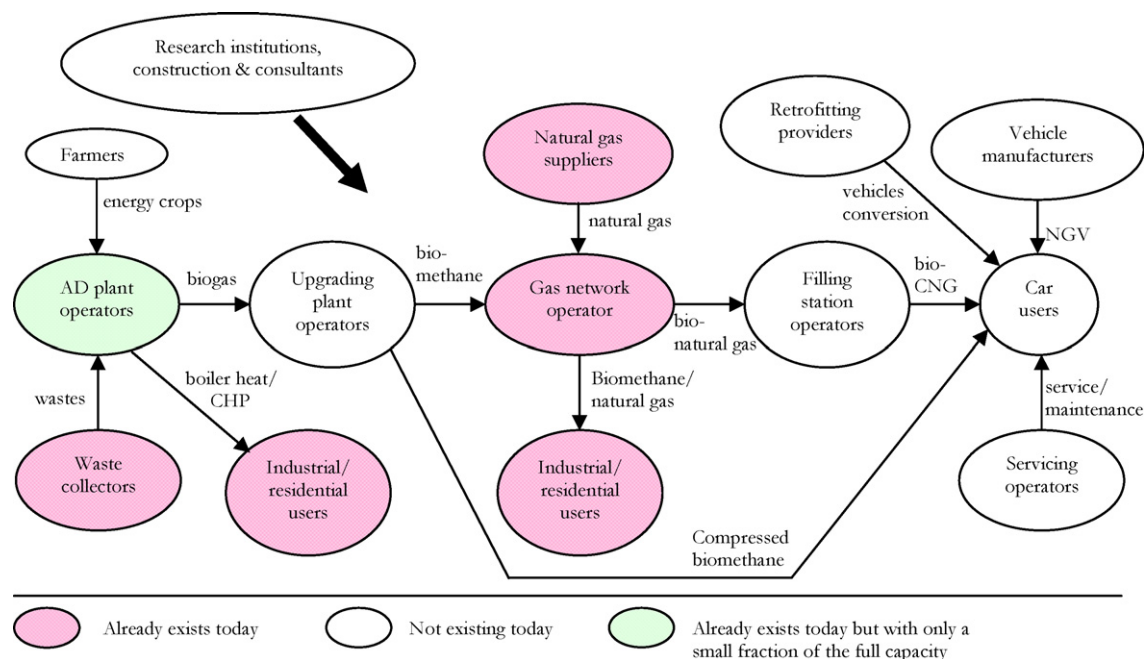 Research institutions,
construction & consultants
Retrofitting
providers
Vehicle
manufacturers
Natural gas
suppliers
Farmers
energy crops
natural gas
vehicles
conversion
NGV
AD plant
operators
biogas
Upgrading
plant
operators
bio-
methane
Gas network
operator
bio-
natural gas
Filling
station
operators
bio-
CNG
Car
users
wastes
boiler heat/
CHP
Biomethane/
natural gas
service/
maintenance
Waste
collectors
Industrial/
residential
users
Industrial/
residential
users
Servicing
operators
Compressed
biomethane
Already exists today
Not existing today
Already exists today but with only a
small fraction of the full capacity